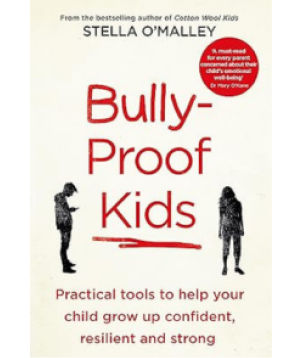 From the bestselling author of Cotton Wool Kids
STELLA O'MALLEY
'A must-read
for every parent
concerned about their
child's emotional
well-being'
Dr Mary O'Kane
Bully-
Proof
Kids
Practical tools to help your
child grow up confident,
resilient and strong